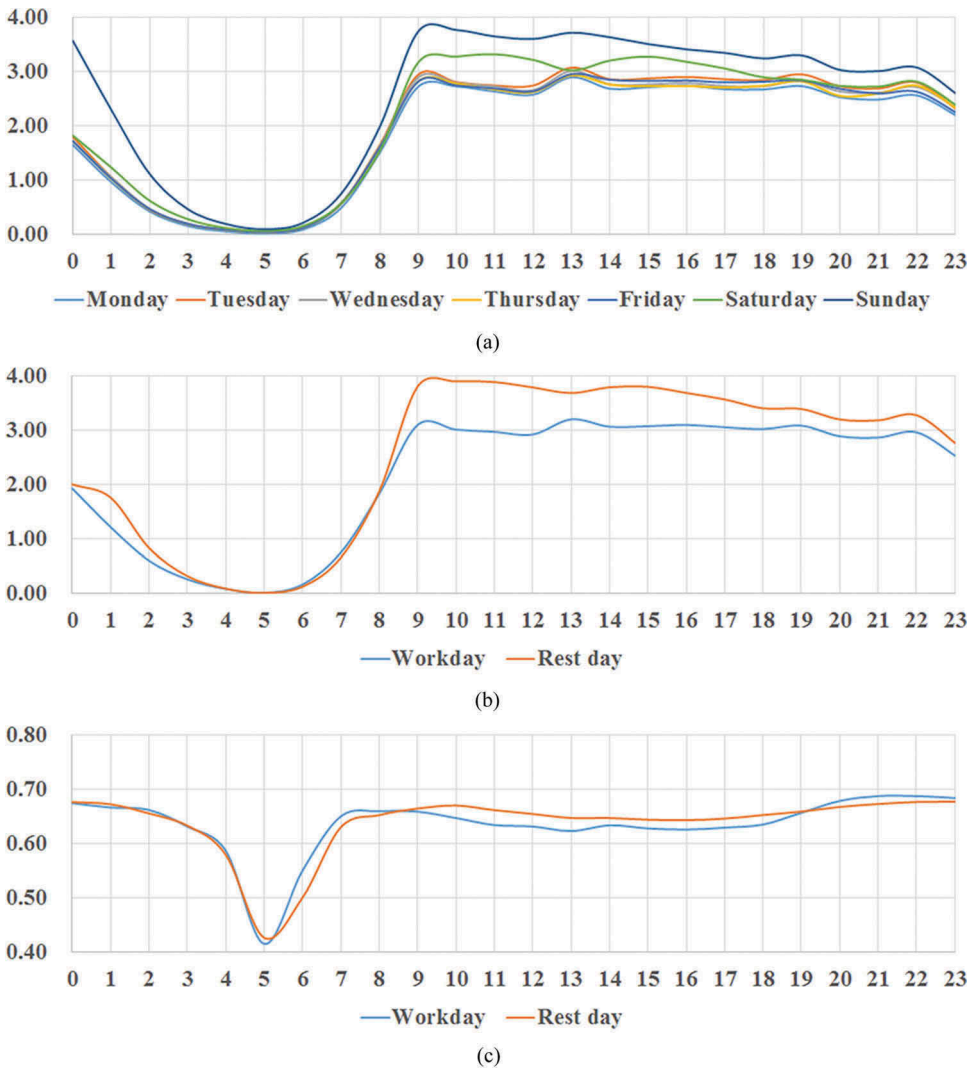 4.00
3.00
2.00
1.00
0.00
0 1 2 3 4 5 6 7 8 9 10 11 12 13 14 15 16 17 18 19 20 21 22 23
Monday Tuesday Wednesday Thursday Friday Saturday Sunday
(a)
4.00
3.00
2.00
1.00
0.00
0 1 2 3 4 5 6 7 8 9 10 11 12 13 14 15 16 17 18 19 20 21 22 23
Workday Rest day
(b)
0.80
0.70
0.60
0.50
0.40
0 1 2 3 4 5 6 7 8 9 10 11 12 13 14 15 16 17 18 19 20 21 22 23
Workday Rest day
(c)